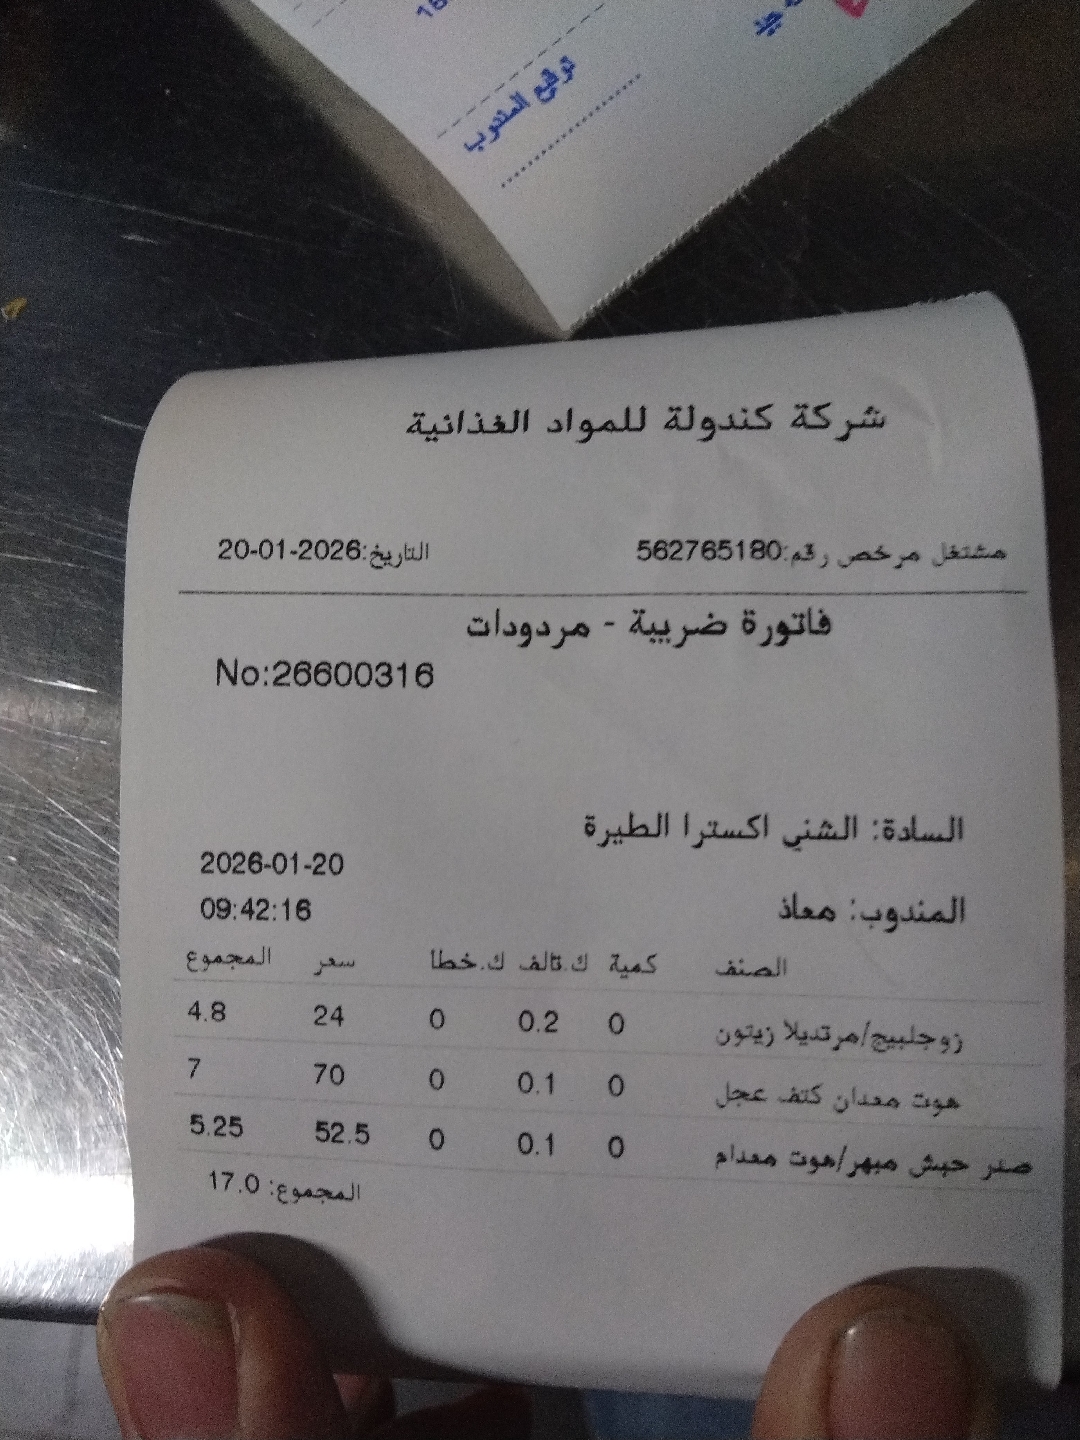 توقيع المندوب
شركة كندولة للمواد الغذائية
مشتغل مرخص رقم:562765180 التاريخ:20-01-2026
فاتورة ضريبية - مردودات
No:26600316
السادة: الشني اكسترا الطيرة
2026-01-20
المندوب: معاذ 09:42:16
الصنف كمية ك.تالف ك.خطا سعر المجموع
زوجلبيج/مرتديلا زيتون 0 0.2 0 24 4.8
هوت معدان كتف عجل 0 0.1 0 70 7
صدر حبش مبهر/هوت معدام 0 0.1 0 52.5 5.25
المجموع: 17.0